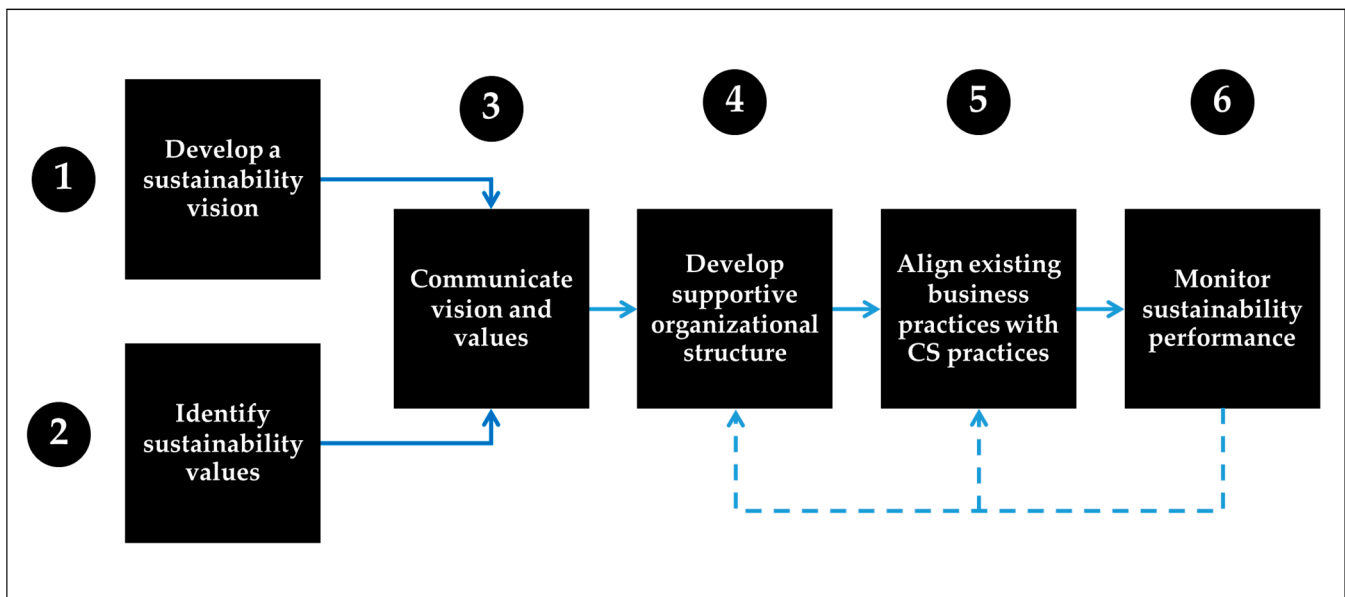 1
Develop a
sustainability
vision
2
Identify
sustainability
values
3
Communicate
vision and
values
4
Develop
supportive
organizational
structure
5
Align existing
business
practices with
CS practices
6
Monitor
sustainability
performance